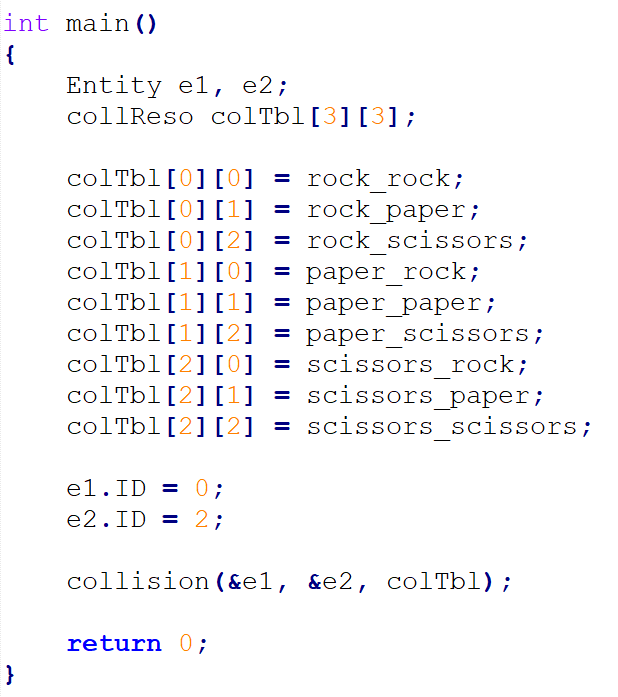 int main()
{
    Entity e1, e2;
    collReso colTbl[3][3];

    colTbl[0][0] = rock_rock;
    colTbl[0][1] = rock_paper;
    colTbl[0][2] = rock_scissors;
    colTbl[1][0] = paper_rock;
    colTbl[1][1] = paper_paper;
    colTbl[1][2] = paper_scissors;
    colTbl[2][0] = scissors_rock;
    colTbl[2][1] = scissors_paper;
    colTbl[2][2] = scissors_scissors;

    e1.ID = 0;
    e2.ID = 2;

    collision(&e1, &e2, colTbl);

    return 0;
}